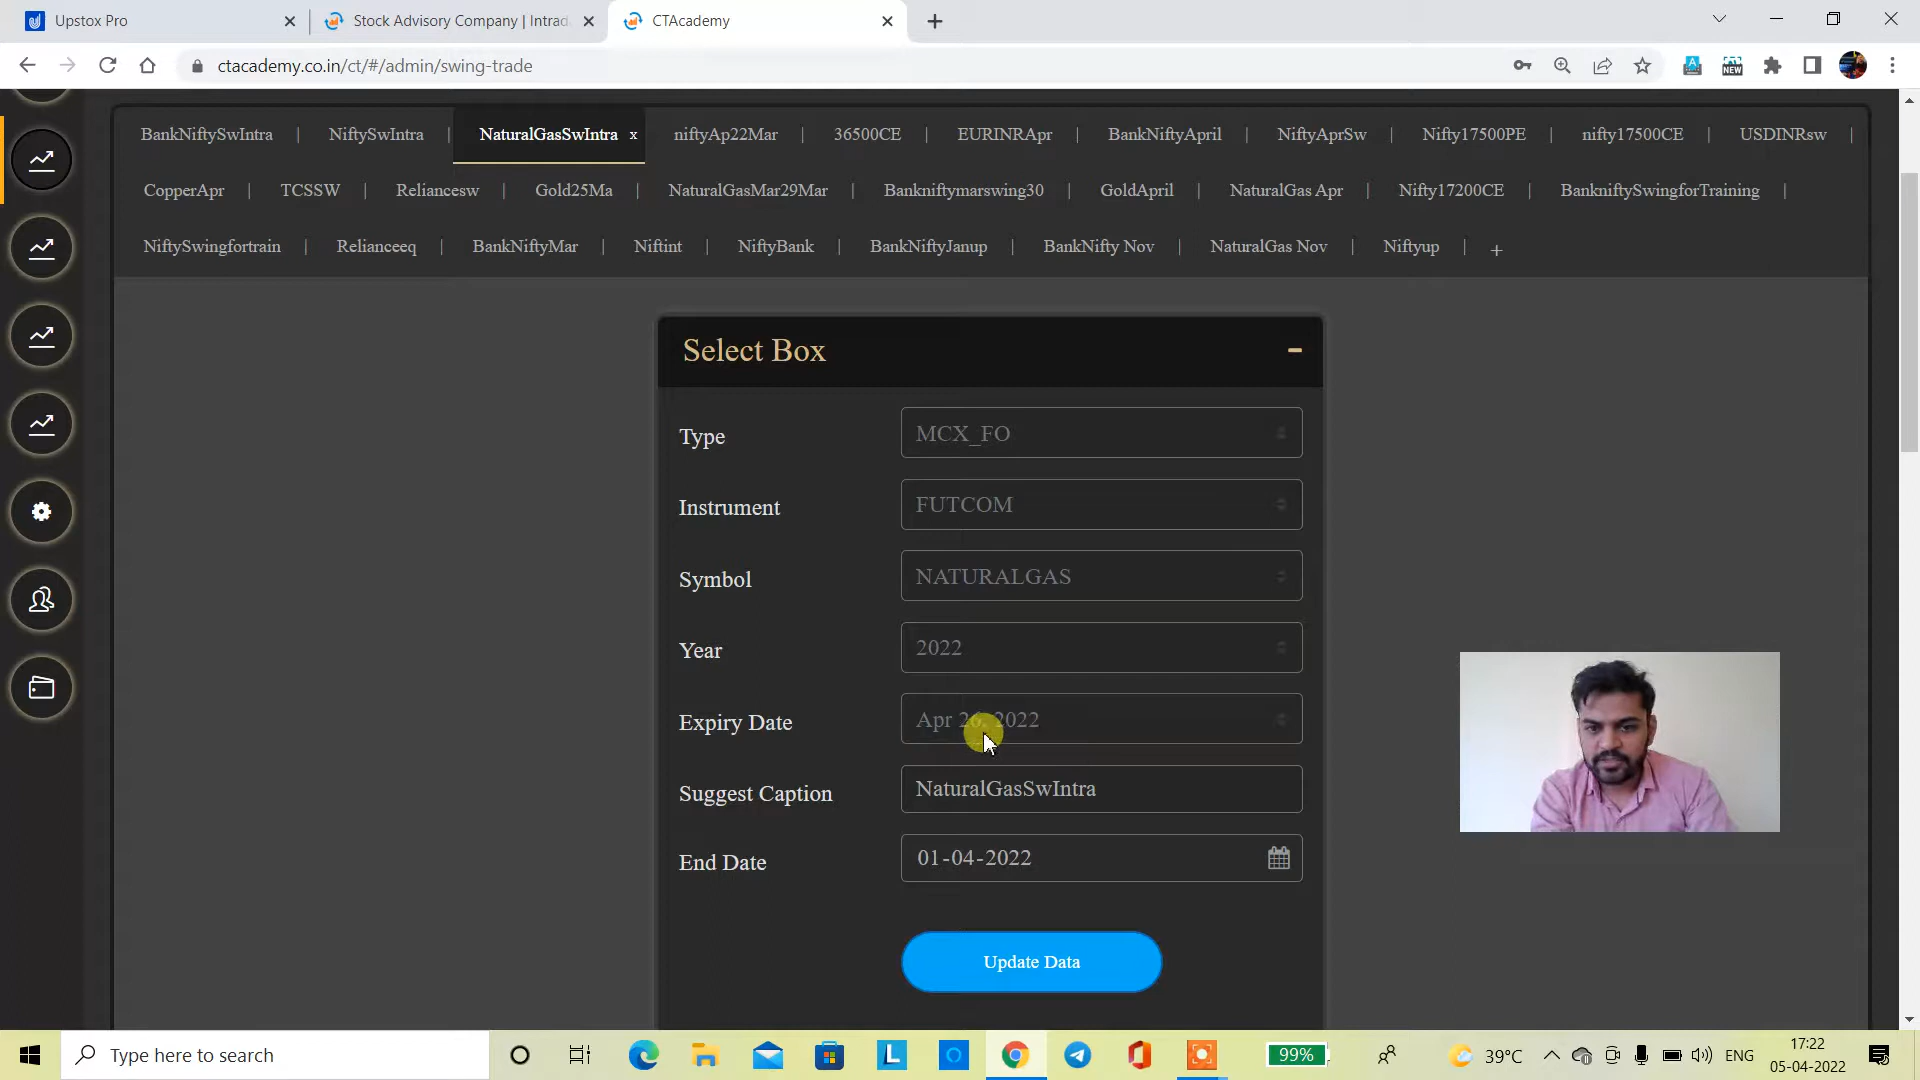 Upstox Pro
Stock Advisory Company | Intrad
CTAcademy
ctacademy.co.in/ct/#/admin/swing-trade
NEW
BankNiftySwIntra | NiftySwIntra | NaturalGasSwIntra x niftyAp22Mar | 36500CE | EURINRApr | BankNiftyApril | NiftyAprSw | Nifty17500PE | nifty17500CE | USDINRsw |
CopperApr | TCSSW | Reliancesw | Gold25Ma | NaturalGasMar29Mar | Bankniftymarswing30 | GoldApril | NaturalGas Apr | Nifty17200CE | BankniftySwingforTraining |
NiftySwingfortrain | Relianceeq | BankNiftyMar | Niftint | NiftyBank | BankNiftyJanup | BankNifty Nov | NaturalGas Nov | Niftyup | +
Select Box
Type MCX_FO
Instrument FUTCOM
Symbol NATURALGAS
Year 2022
Expiry Date Apr 26, 2022
Suggest Caption NaturalGasSwIntra
End Date 01-04-2022
Update Data
Type here to search
99%
39°C
ENG
17:22
05-04-2022